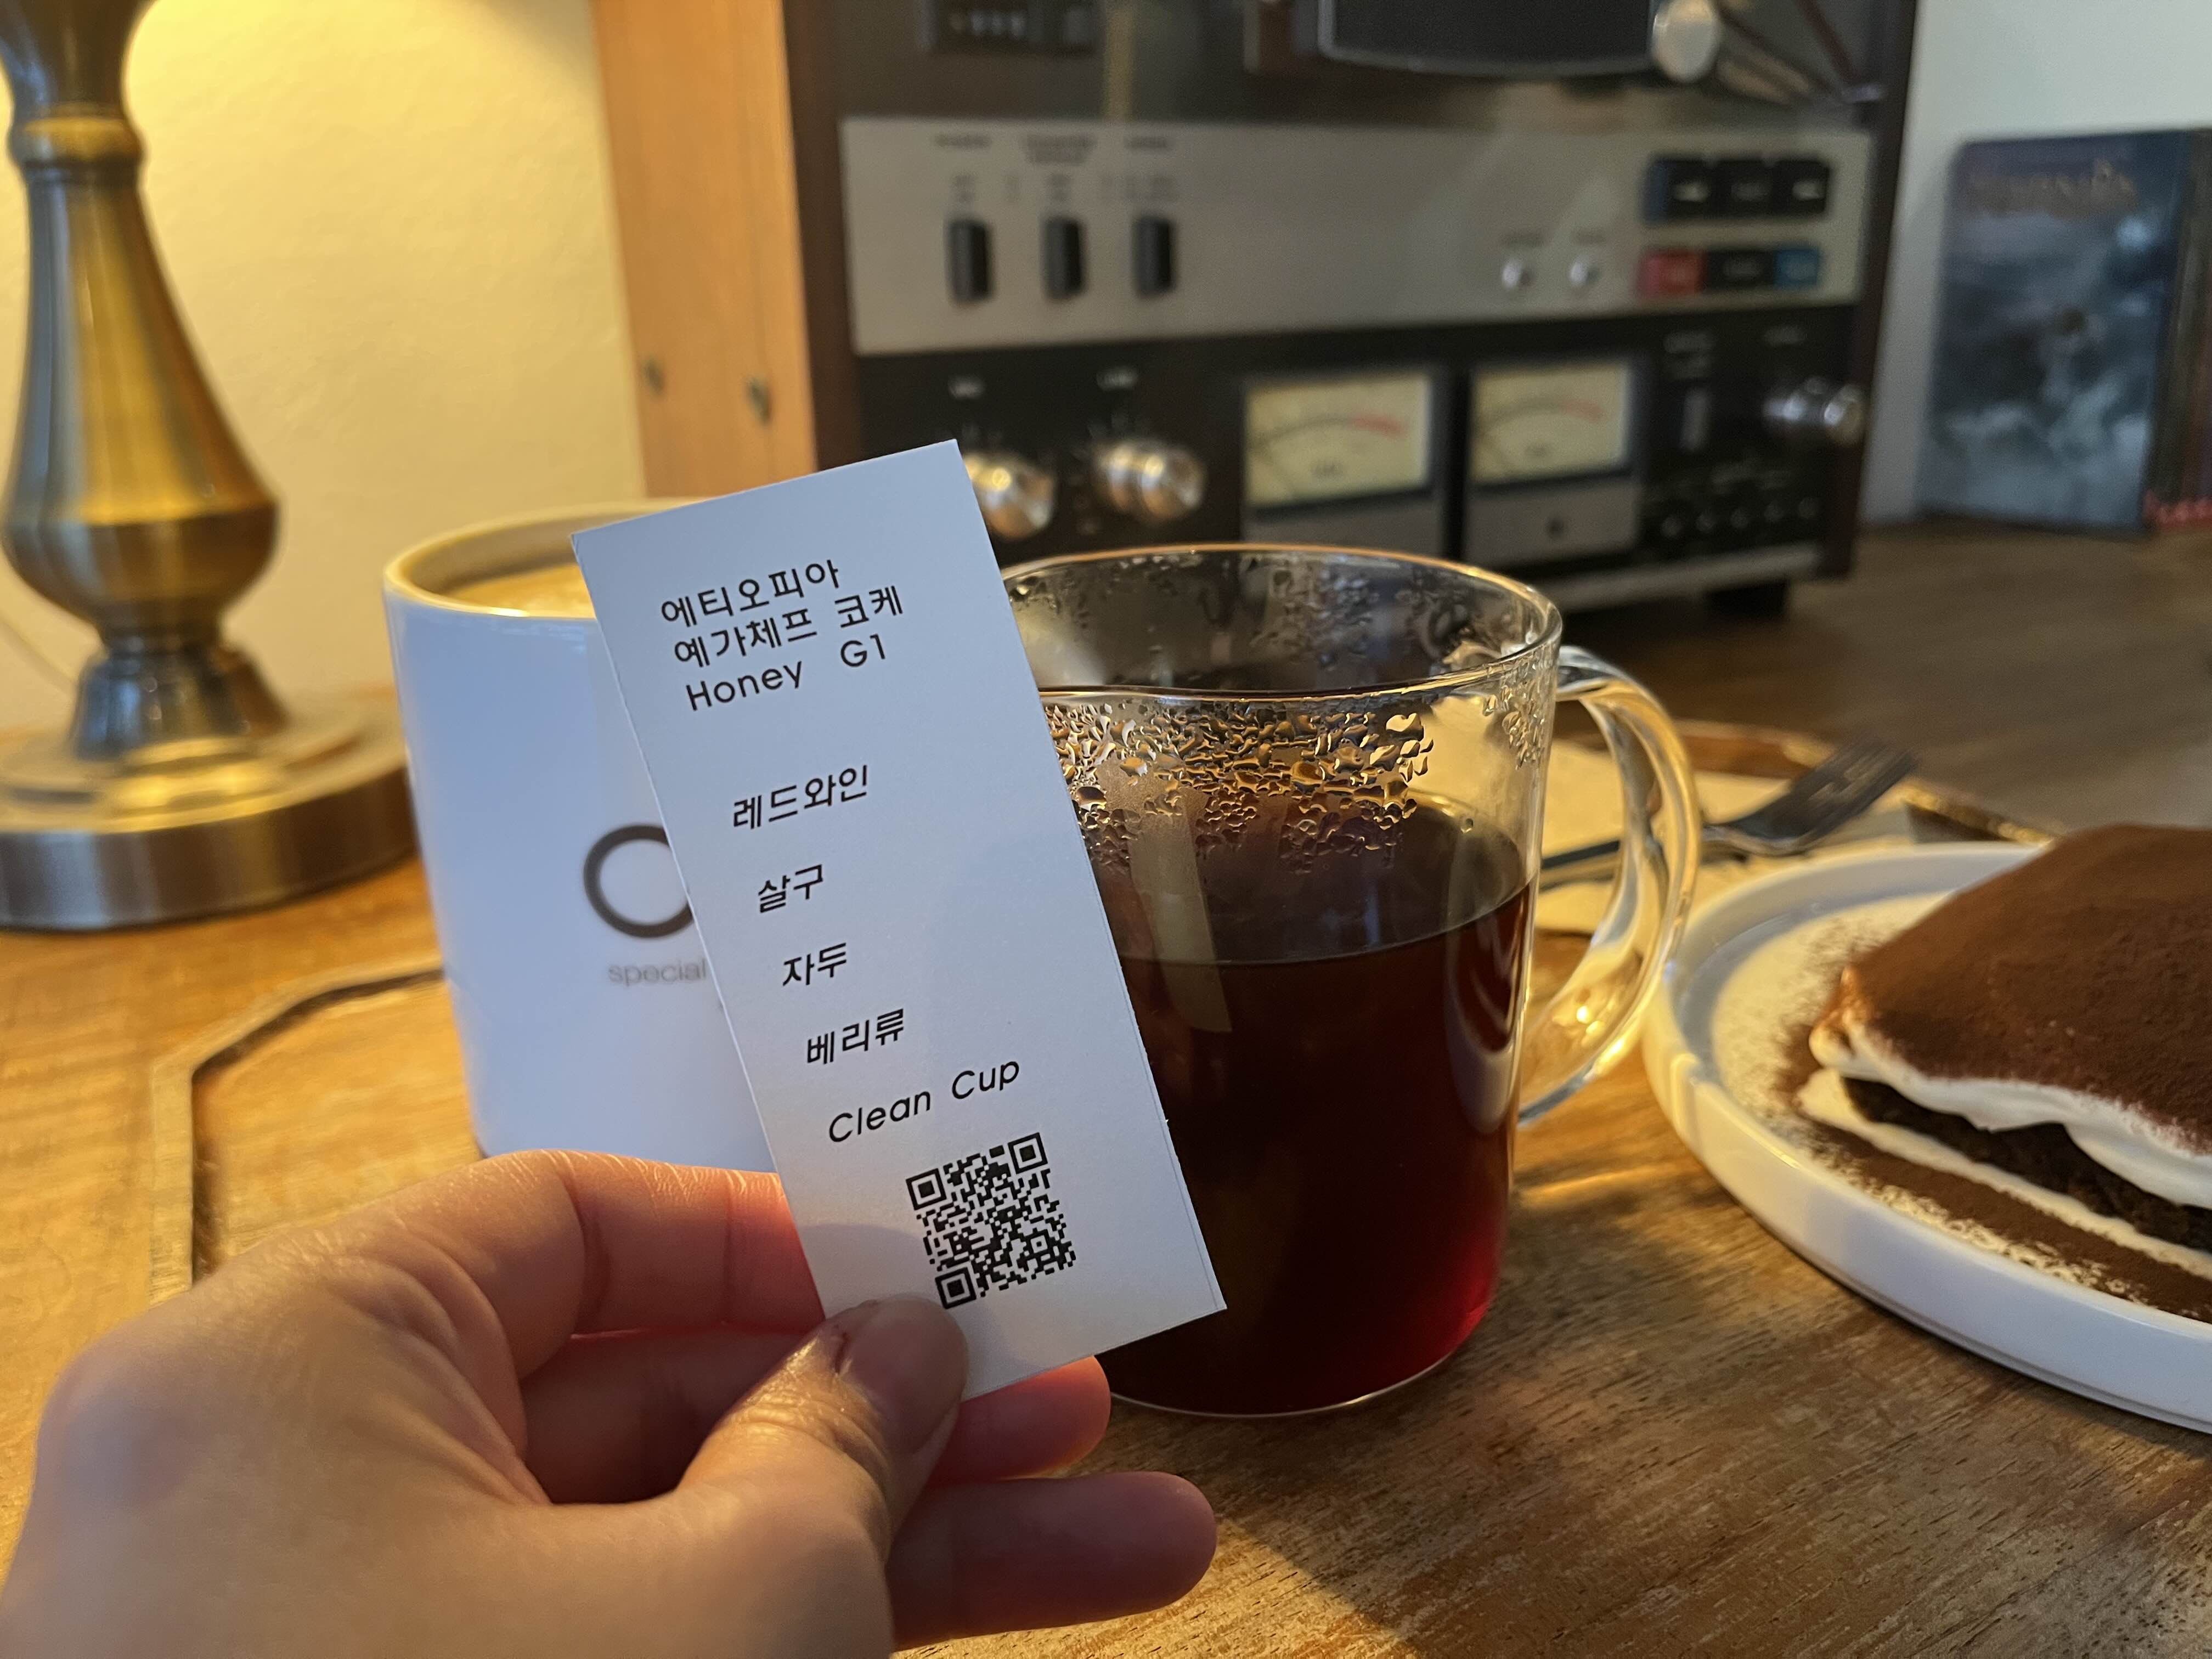 에티오피아
예가체프 코케
Honey G1
레드와인
살구
자두
베리류
Clean Cup
special